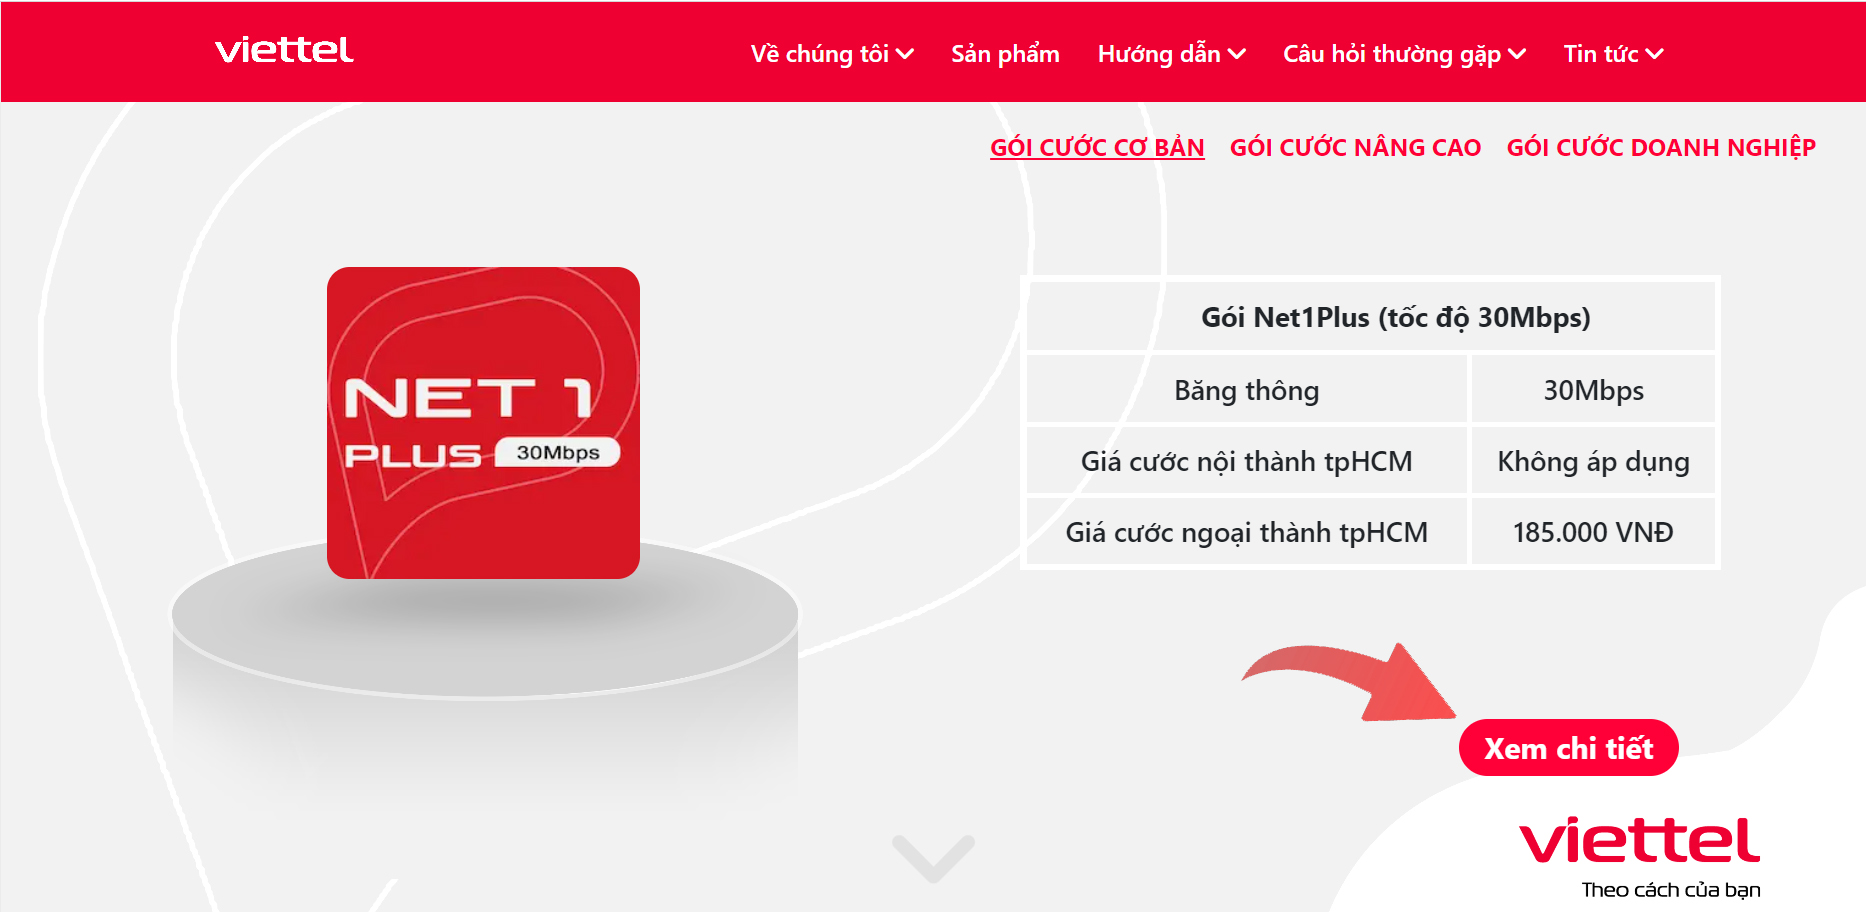 viettel
Về chúng tôi Sản phẩm Hướng dẫn Câu hỏi thường gặp Tin tức
GÓI CƯỚC CƠ BẢN GÓI CƯỚC NÂNG CAO GÓI CƯỚC DOANH NGHIỆP
NET 1
PLUS 30Mbps
Gói Net1Plus (tốc độ 30Mbps)
Băng thông 30Mbps
Giá cước nội thành tpHCM Không áp dụng
Giá cước ngoại thành tpHCM 185.000 VNĐ
Xem chi tiết
viettel
Theo cách của bạn